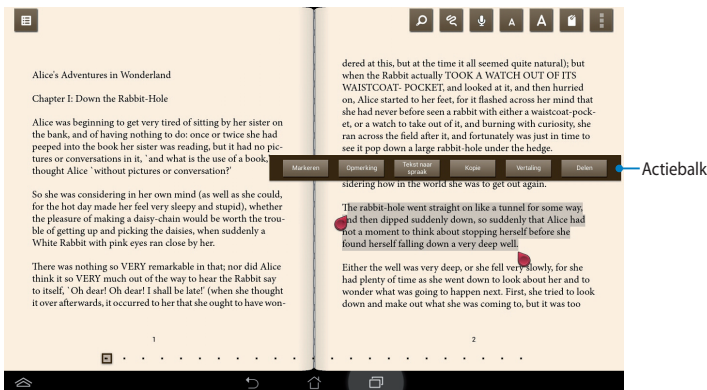 Alice's Adventures in Wonderland
Chapter I: Down the Rabbit-Hole
Alice was beginning to get very tired of sitting by her sister on
the bank, and of having nothing to do: once or twice she had
peeped into the book her sister was reading, but it had no pic-
tures or conversations in it, `and what is the use of a book,'
thought Alice `without pictures or conversation?'
So she was considering in her own mind (as well as she could,
for the hot day made her feel very sleepy and stupid), whether
the pleasure of making a daisy-chain would be worth the trou-
ble of getting up and picking the daisies, when suddenly a
White Rabbit with pink eyes ran close by her.
There was nothing so VERY remarkable in that; nor did Alice
think it so VERY much out of the way to hear the Rabbit say
to itself, `Oh dear! Oh dear! I shall be late!' (when she thought
it over afterwards, it occurred to her that she ought to have won-
1
A A
dered at this, but at the time it all seemed quite natural); but
when the Rabbit actually TOOK A WATCH OUT OF ITS
WAISTCOAT- POCKET, and looked at it, and then hurried
on, Alice started to her feet, for it flashed across her mind that
she had never before seen a rabbit with either a waistcoat-pock-
et, or a watch to take out of it, and burning with curiosity, she
ran across the field after it, and fortunately was just in time to
see it pop down a large rabbit-hole under the hedge.
Markeren Opmerking Tekst naar spraak Kopie Vertaling Delen
Actiebalk
sidering how in the world she was to get out again.
The rabbit-hole went straight on like a tunnel for some way,
and then dipped suddenly down, so suddenly that Alice had
not a moment to think about stopping herself before she
found herself falling down a very deep well.
Either the well was very deep, or she fell very slowly, for she
had plenty of time as she went down to look about her and to
wonder what was going to happen next. First, she tried to look
down and make out what she was coming to, but it was too
2